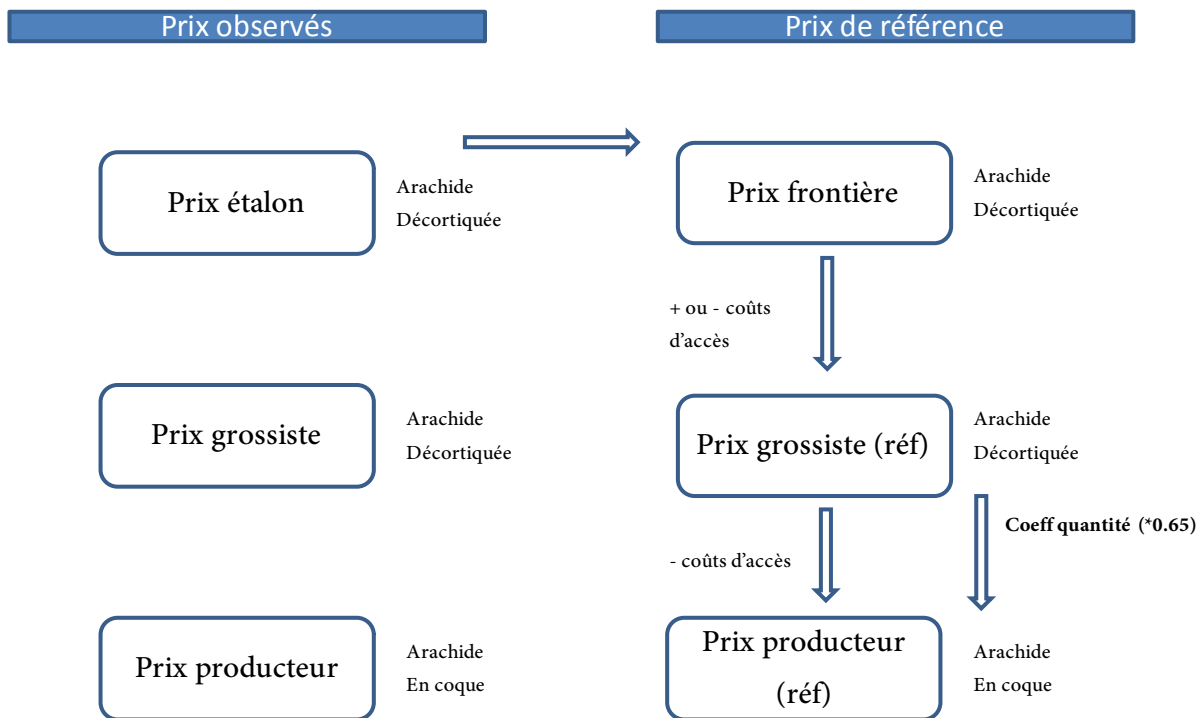 Prix observés
Prix de référence
Prix étalon
Arachide
Décortiquée
Prix frontière
Arachide
Décortiquée
+ ou - coûts
d’accès
Prix grossiste
Arachide
Décortiquée
Prix grossiste (réf)
Arachide
Décortiquée
- coûts d’accès
Coeff quantité (*0.65)
Prix producteur
Arachide
En coque
Prix producteur
(réf)
Arachide
En coque